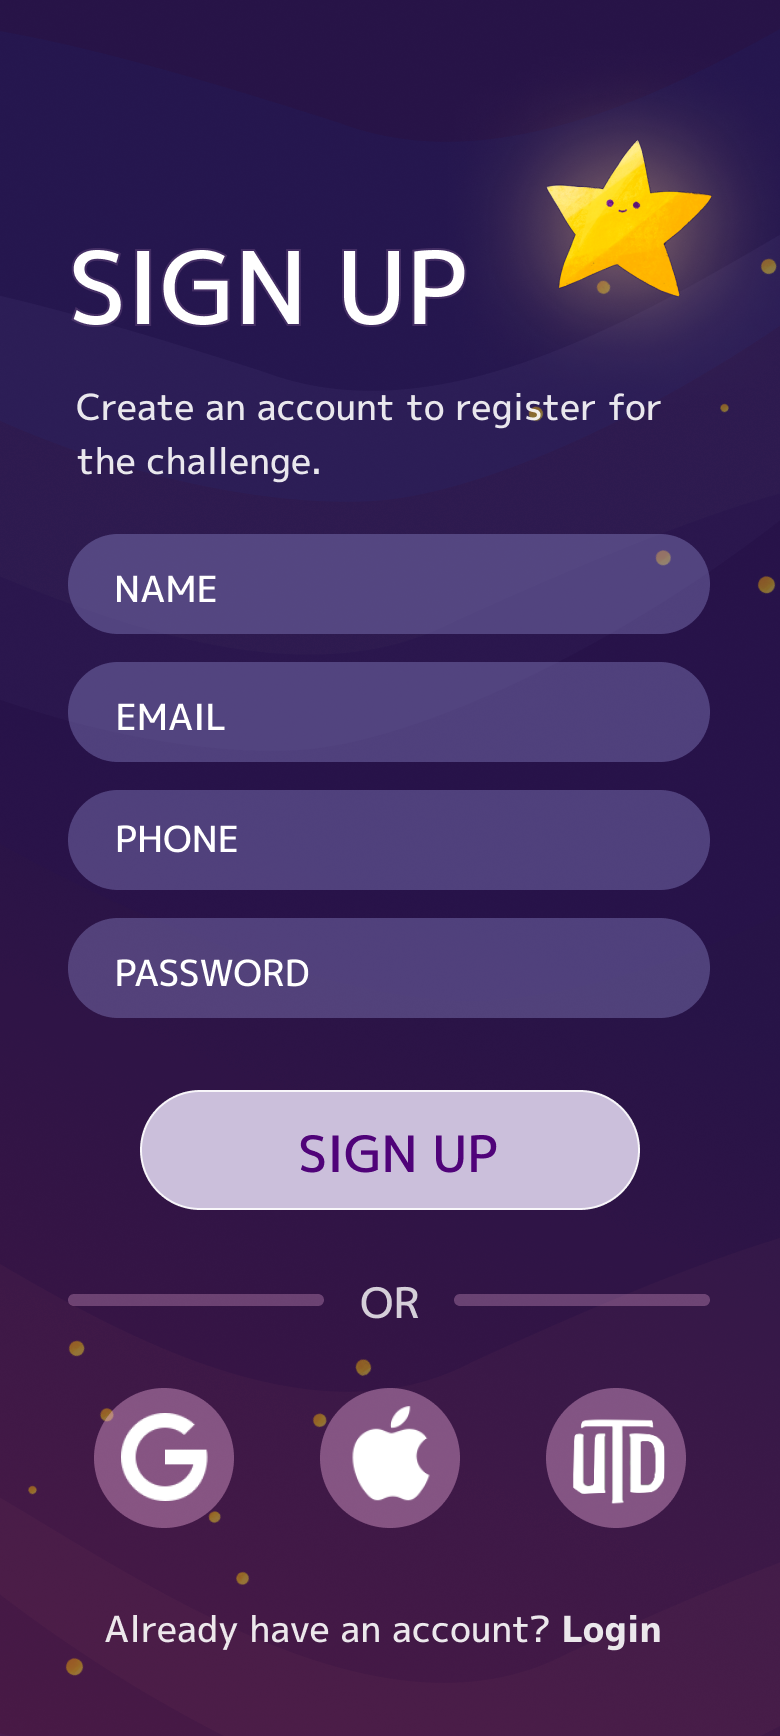 SIGN UP
Create an account to register for
the challenge.
NAME
EMAIL
PHONE
PASSWORD
SIGN UP
OR
G
UTD
Already have an account? Login